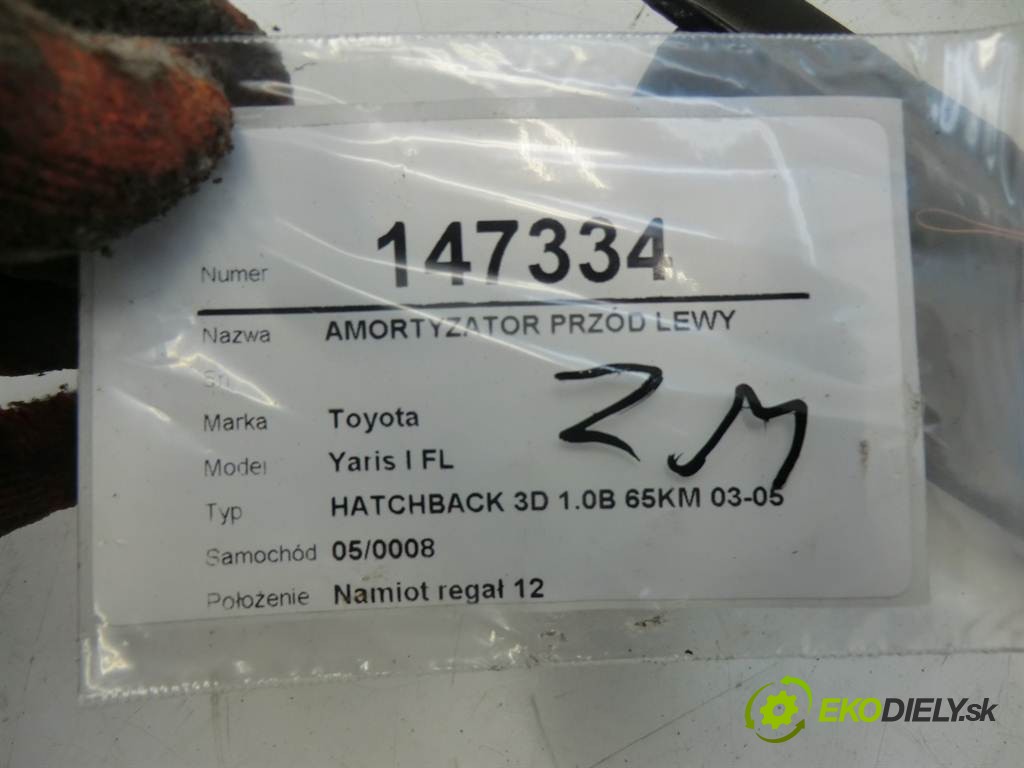 Numer 147334
Nazwa AMORTYZATOR PRZÓD LEWY
Sn
Marka Toyota
Model Yaris I FL
Typ HATCHBACK 3D 1.0B 65KM 03-05
Samochód 05/0008
Położenie Namiot regał 12
EKODIELY.sk